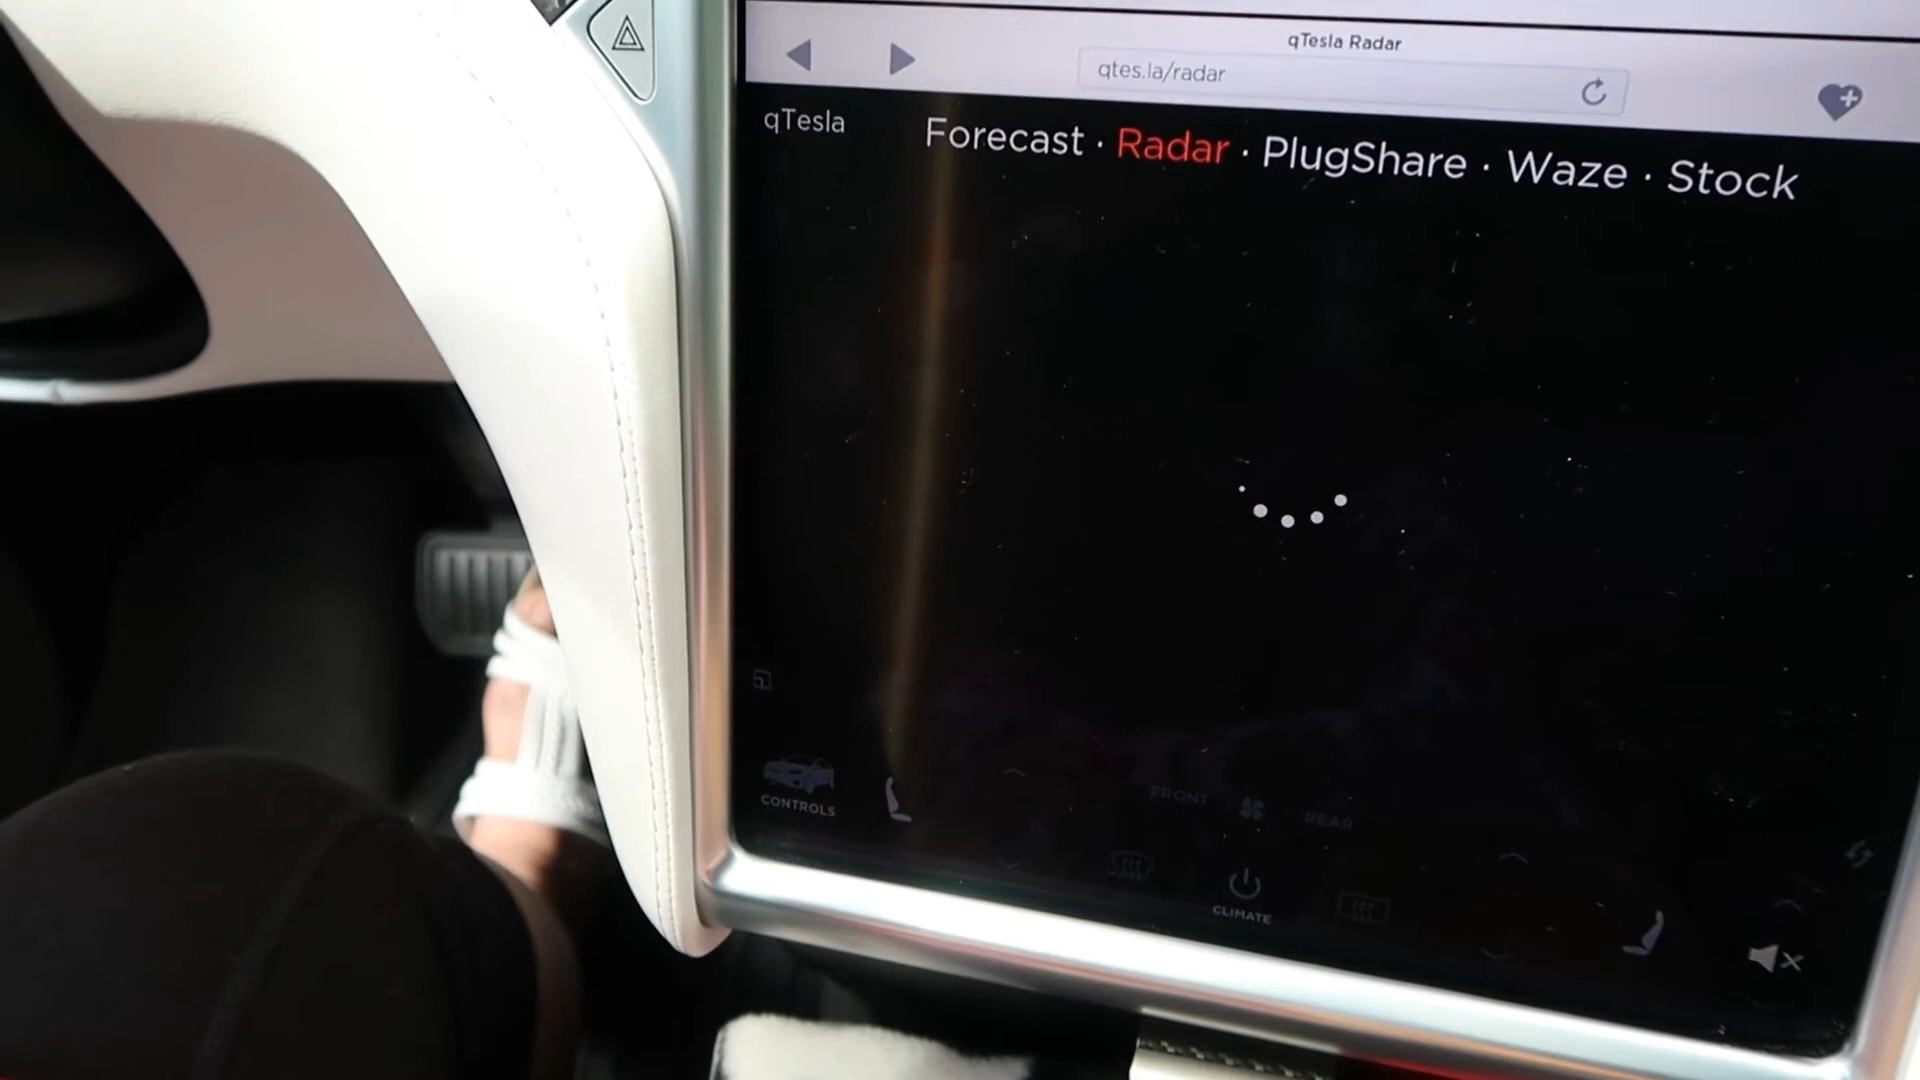 qTesla Radar
qtes.la/radar
qTesla
Forecast · Radar · PlugShare · Waze · Stock
CONTROLS
FRONT
REAR
CLIMATE